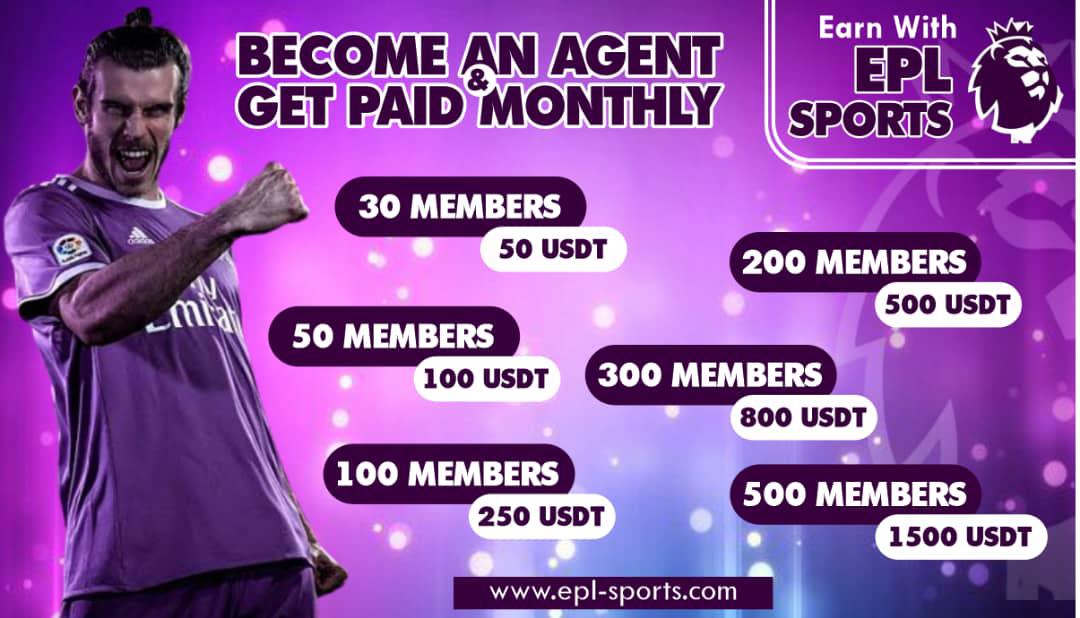 BECOME AN AGENT
&
GET PAID MONTHLY
Earn With
EPL
SPORTS
30 MEMBERS
50 USDT
200 MEMBERS
500 USDT
50 MEMBERS
100 USDT
300 MEMBERS
800 USDT
100 MEMBERS
250 USDT
500 MEMBERS
1500 USDT
adidas
www.epl-sports.com